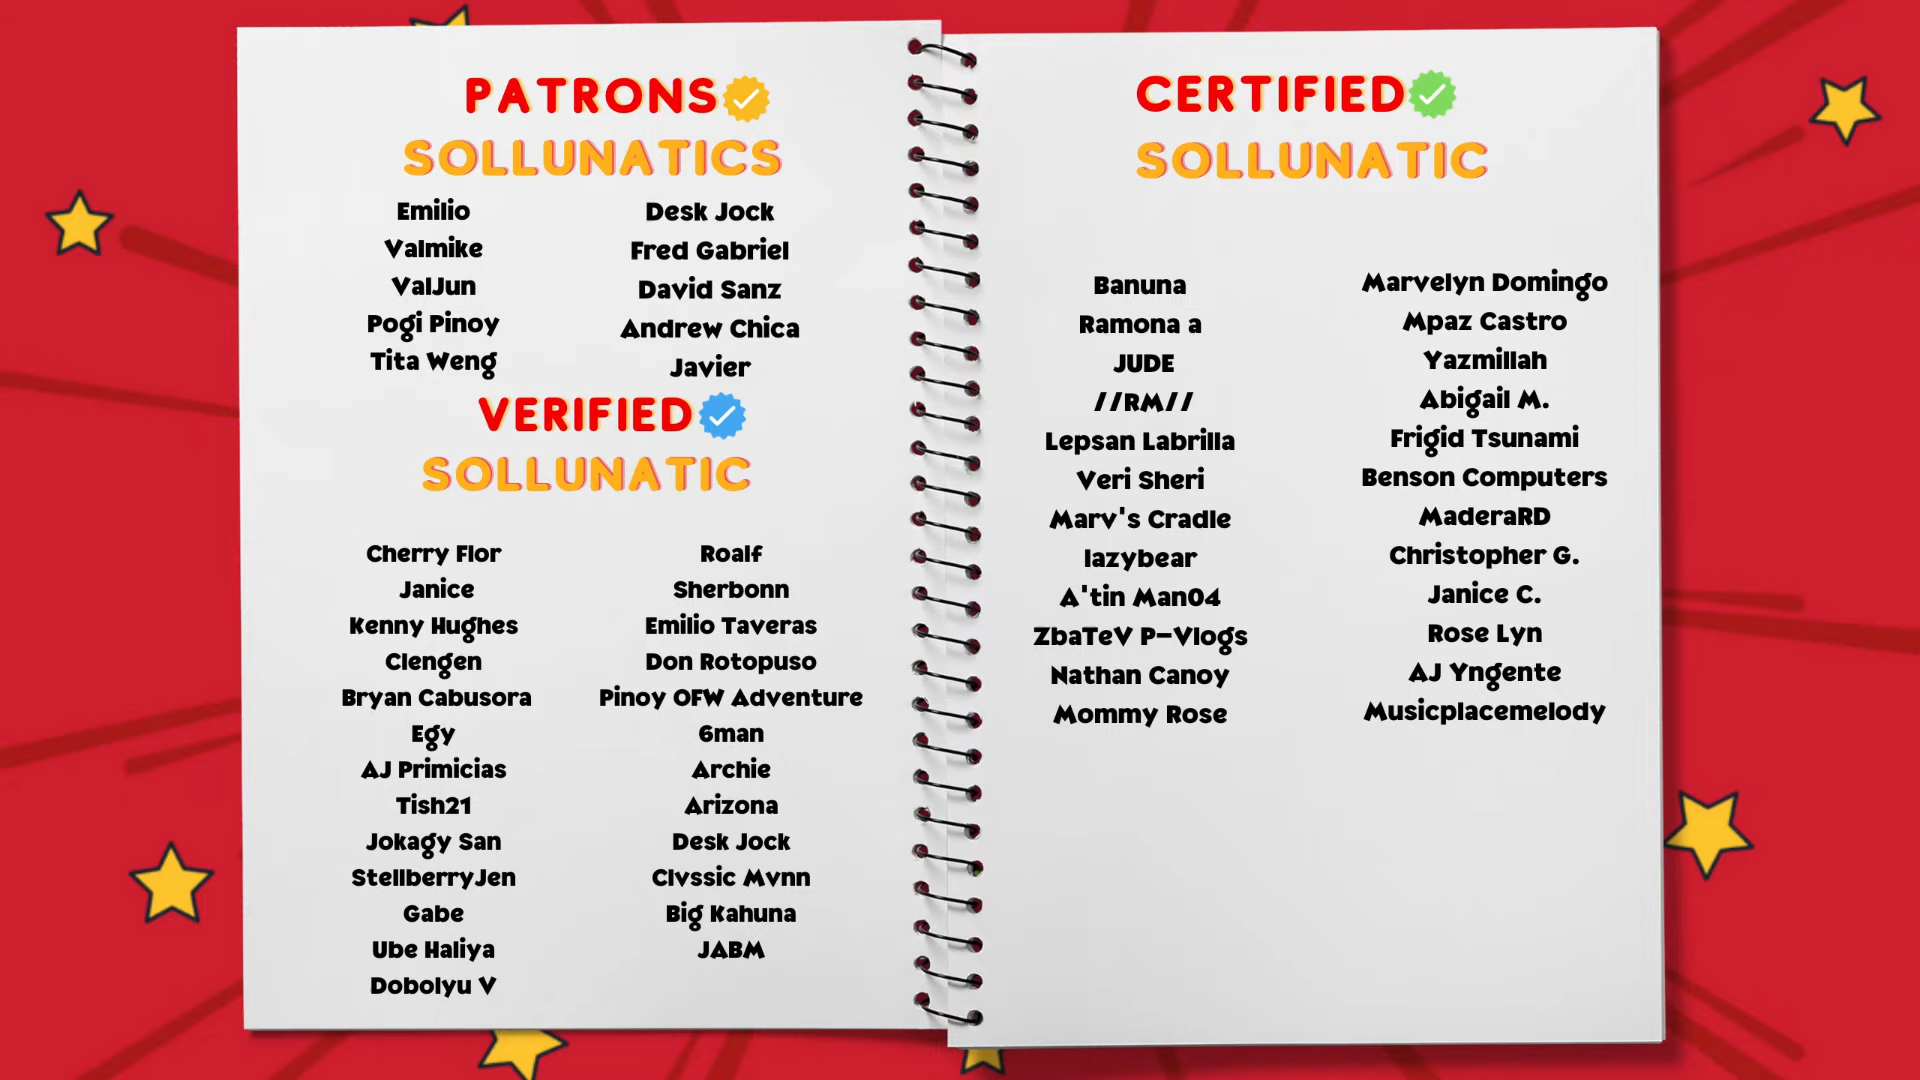 PATRONS
SOLLUNATICS
Emilio
Valmike
ValJun
Pogi Pinoy
Tita Weng
Desk Jock
Fred Gabriel
David Sanz
Andrew Chica
Javier
VERIFIED
SOLLUNATIC
Cherry Flor
Janice
Kenny Hughes
Clengen
Bryan Cabusora
Egy
AJ Primicias
Tish21
Jokagy San
StellberryJen
Gabe
Ube Haliya
Dobolyu V
Roalf
Sherbonn
Emilio Taveras
Don Rotopuso
Pinoy OFW Adventure
6man
Archie
Arizona
Desk Jock
Clvssic Mvnn
Big Kahuna
JABM
CERTIFIED
SOLLUNATIC
Banuna
Ramona a
JUDE
//RM//
Lepsan Labrilla
Veri Sheri
Marv's Cradle
lazybear
A'tin Man04
ZbaTeV P-Vlogs
Nathan Canoy
Mommy Rose
Marvelyn Domingo
Mpaz Castro
Yazmillah
Abigail M.
Frigid Tsunami
Benson Computers
MaderaRD
Christopher G.
Janice C.
Rose Lyn
AJ Yngente
Musicplacemelody